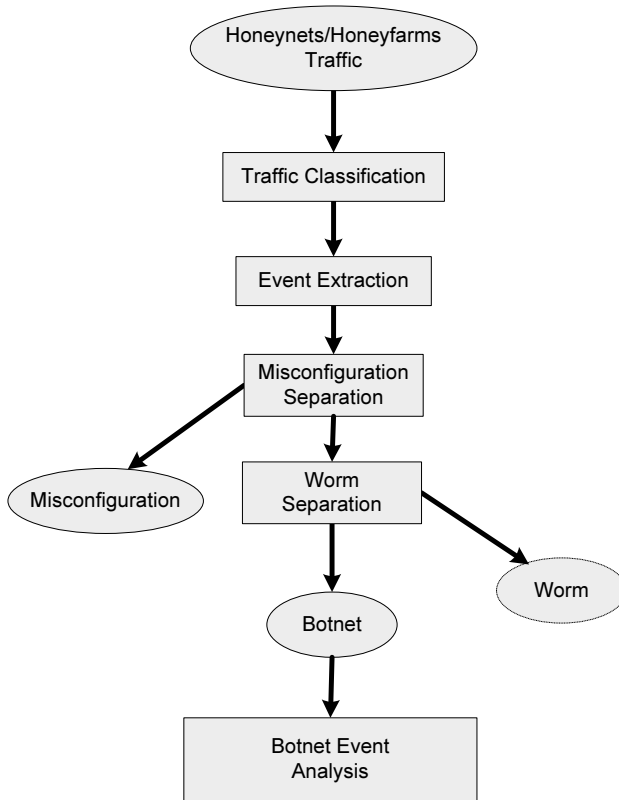 Honeynets/Honeyfarms
Traffic
Traffic Classification
Event Extraction
Misconfiguration
Separation
Misconfiguration
Worm
Separation
Worm
Botnet
Botnet Event
Analysis